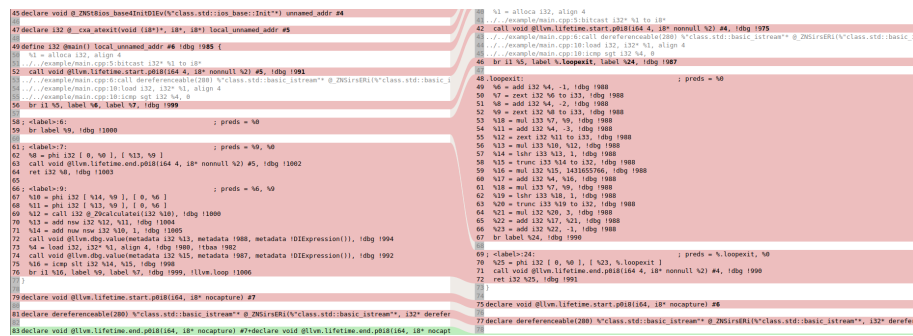 45 declare void @_ZNSt8ios_base4InitD1Ev(%"class.std::ios_base::Init"*) unnamed_addr #4
46
47 declare i32 @__cxa_atexit(void (i8*)*, i8*, i8*) local_unnamed_addr #5
48
49 define i32 @main() local_unnamed_addr #6 !dbg !985 {
50 %1 = alloca i32, align 4
51 ../../example/main.cpp:5:bitcast i32* %1 to i8*
52 call void @llvm.lifetime.start.p0i8(i64 4, i8* nonnull %2) #5, !dbg !991
53 ../../example/main.cpp:6:call dereferenceable(280) %"class.std::basic_istream"* @_ZNSirsERi(%"class.std::basic_i
54 ../../example/main.cpp:10:load i32, i32* %1, align 4
55 ../../example/main.cpp:10:icmp sgt i32 %4, 0
56 br i1 %5, label %6, label %7, !dbg !999
57
58 ; <label>:6: ; preds = %0
59 br label %9, !dbg !1000
60
61 ; <label>:7: ; preds = %9, %0
62 %8 = phi i32 [ 0, %0 ], [ %13, %9 ]
63 call void @llvm.lifetime.end.p0i8(i64 4, i8* nonnull %2) #5, !dbg !1002
64 ret i32 %8, !dbg !1003
65
66 ; <label>:9: ; preds = %6, %9
67 %10 = phi i32 [ %14, %9 ], [ 0, %6 ]
68 %11 = phi i32 [ %13, %9 ], [ 0, %6 ]
69 %12 = call i32 @_Z9calculatei(i32 %10), !dbg !1000
70 %13 = add nsw i32 %12, %11, !dbg !1004
71 %14 = add nuw nsw i32 %10, 1, !dbg !1005
72 call void @llvm.dbg.value(metadata i32 %13, metadata !988, metadata !DIExpression()), !dbg !994
73 %4 = load i32, i32* %1, align 4, !dbg !980, !tbaa !982
74 call void @llvm.dbg.value(metadata i32 %15, metadata !987, metadata !DIExpression()), !dbg !992
75 %16 = icmp slt i32 %14, %15, !dbg !998
76 br i1 %16, label %9, label %7, !dbg !999, !llvm.loop !1006
77 }
78
79 declare void @llvm.lifetime.start.p0i8(i64, i8* nocapture) #7
81 declare dereferenceable(280) %"class.std::basic_istream"* @_ZNSirsERi(%"class.std::basic_istream"*, i32* derefer
83 declare void @llvm.lifetime.end.p0i8(i64, i8* nocapture) #7+declare void @llvm.lifetime.end.p0i8(i64, i8* nocapt
40 %1 = alloca i32, align 4
41 ../../example/main.cpp:5:bitcast i32* %1 to i8*
42 call void @llvm.lifetime.start.p0i8(i64 4, i8* nonnull %2) #4, !dbg !975
43 ../../example/main.cpp:6:call dereferenceable(280) %"class.std::basic_istream"* @_ZNSirsERi(%"class.std::basic_i
44 ../../example/main.cpp:10:load i32, i32* %1, align 4
45 ../../example/main.cpp:10:icmp sgt i32 %4, 0
46 br i1 %5, label %.loopexit, label %24, !dbg !987
47
48 .loopexit: ; preds = %0
49 %6 = add i32 %4, -1, !dbg !988
50 %7 = zext i32 %6 to i33, !dbg !988
51 %8 = add i32 %4, -2, !dbg !988
52 %9 = zext i32 %8 to i33, !dbg !988
53 %10 = mul i33 %7, %9, !dbg !988
54 %11 = add i32 %4, -3, !dbg !988
55 %12 = zext i32 %11 to i33, !dbg !988
56 %13 = mul i33 %10, %12, !dbg !988
57 %14 = lshr i33 %13, 1, !dbg !988
58 %15 = trunc i33 %14 to i32, !dbg !988
59 %16 = mul i32 %15, 1431655766, !dbg !988
60 %17 = add i32 %4, %16, !dbg !988
61 %18 = mul i33 %7, %9, !dbg !988
62 %19 = lshr i33 %18, 1, !dbg !988
63 %20 = trunc i33 %19 to i32, !dbg !988
64 %21 = mul i32 %20, 3, !dbg !988
65 %22 = add i32 %17, %21, !dbg !988
66 %23 = add i32 %22, -1, !dbg !988
67 br label %24, !dbg !990
68
69 ; <label>:24: ; preds = %.loopexit, %0
70 %25 = phi i32 [ 0, %0 ], [ %23, %.loopexit ]
71 call void @llvm.lifetime.end.p0i8(i64 4, i8* nonnull %2) #4, !dbg !990
72 ret i32 %25, !dbg !991
73 }
74
75 declare void @llvm.lifetime.start.p0i8(i64, i8* nocapture) #6
77 declare dereferenceable(280) %"class.std::basic_istream"* @_ZNSirsERi(%"class.std::basic_istream"*, i32* derefer
78